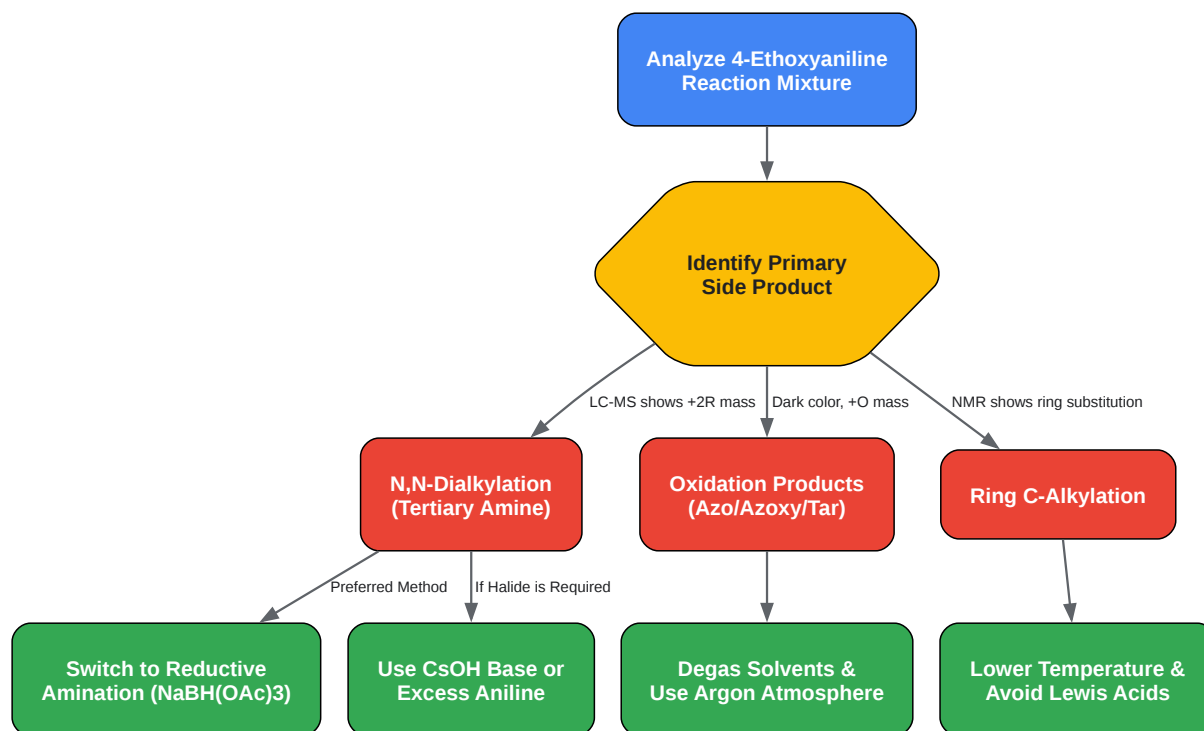 Analyze 4-Ethoxyaniline
Reaction Mixture
Identify Primary
Side Product
LC-MS shows +2R mass
Dark color, +O mass
NMR shows ring substitution
N,N-Dialkylation
(Tertiary Amine)
Oxidation Products
(Azo/Azoxy/Tar)
Ring C-Alkylation
Preferred Method
If Halide is Required
Switch to Reductive
Amination (NaBH(OAc)3)
Use CsOH Base or
Excess Aniline
Degas Solvents &
Use Argon Atmosphere
Lower Temperature &
Avoid Lewis Acids